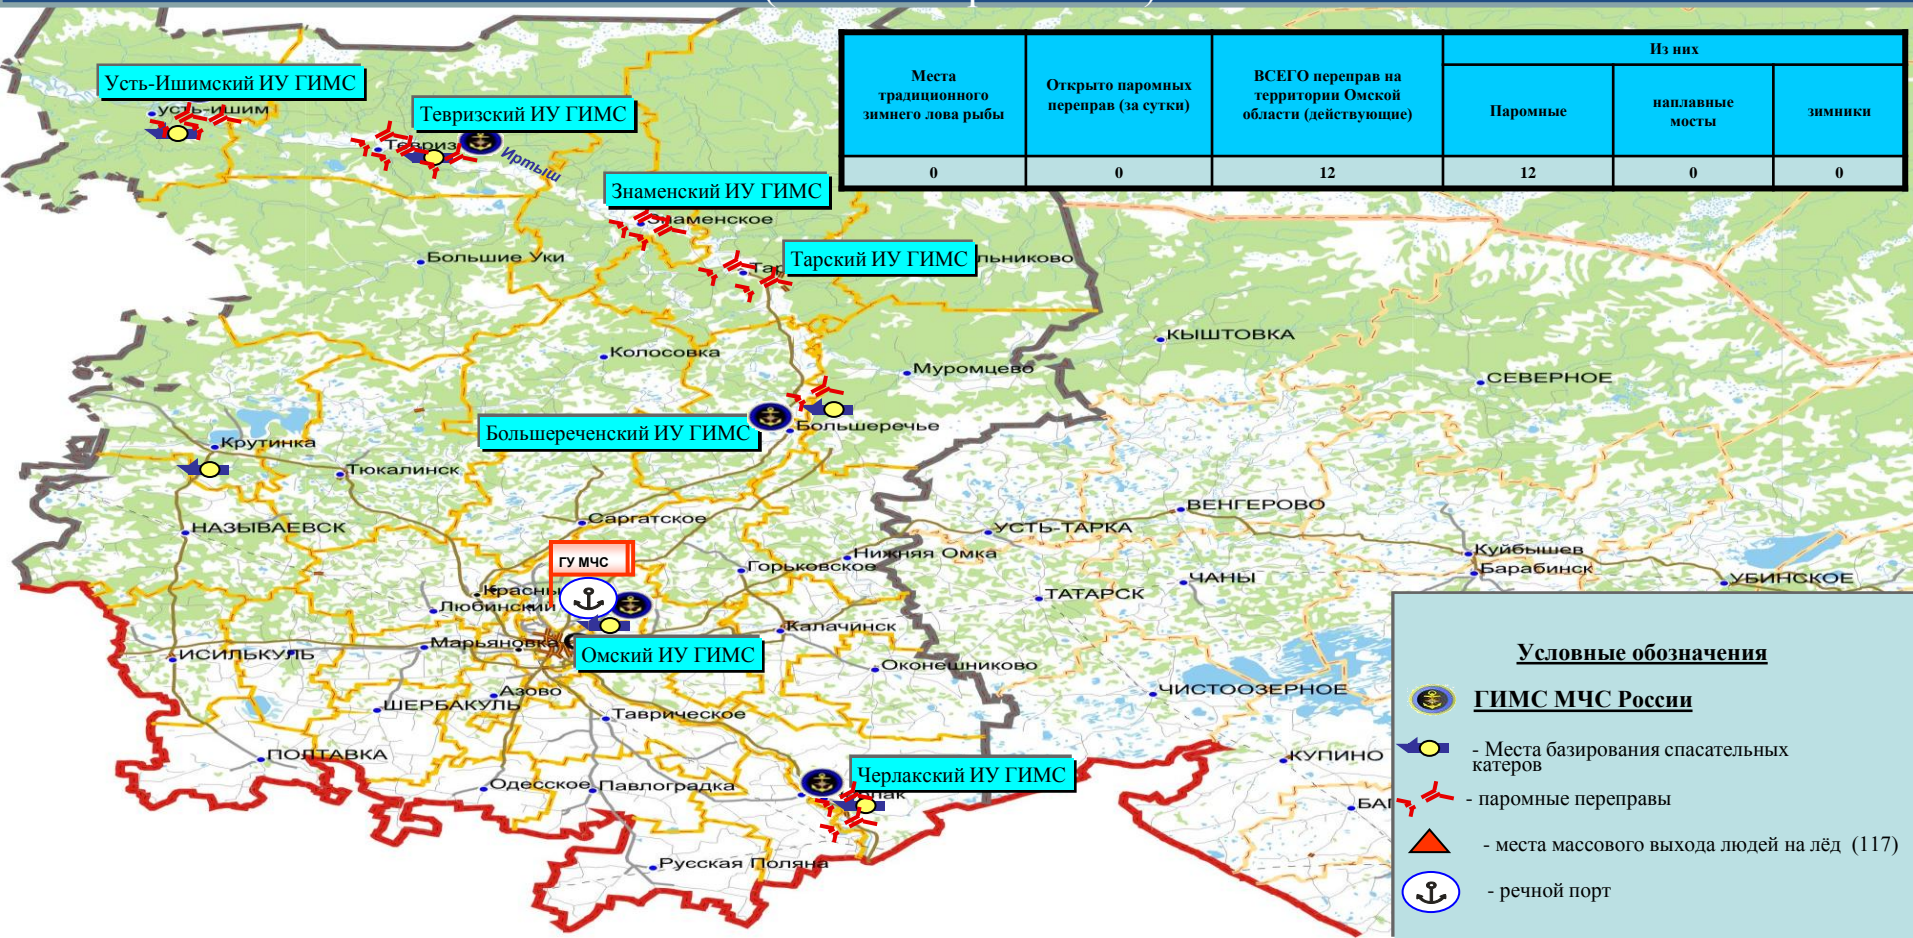 Из них
Места
традиционного
зимнего лова рыбы
Открыто паромных
переправ (за сутки)
ВСЕГО переправ на
территории Омской
области (действующие)
Паромные
наплавные
мосты
зимники
0
0
12
12
0
0
Усть-Ишимский ИУ ГИМС
усть-ишим
Тевризский ИУ ГИМС
Тевриз
Иртыш
Знаменский ИУ ГИМС
Знаменское
Большие Уки
Тарский ИУ ГИМС
КЫШТОВКА
Колосовка
Муромцево
СЕВЕРНОЕ
Большереченский ИУ ГИМС
Большеречье
Крутинка
Тюкалинск
НАЗЫВАЕВСК
Саргатское
ВЕНГЕРОВО
УСТЬ-ТАРКА
ГУ МЧС
Нижняя Омка
Горьковское
Куйбышев
Барабинск
ЧАНЫ
УБИНСКОЕ
Любинский
ТАТАРСК
Марьяновка
Калачинск
ИСИЛЬКУЛЬ
Омский ИУ ГИМС
Оконешниково
Азово
ЧИСТООЗЕРНОЕ
ШЕРБАКУЛЬ
Таврическое
ПОЛТАВКА
КУПИНО
Черлакский ИУ ГИМС
Одесское
Павлоградка
Русская Поляна
Условные обозначения
ГИМС МЧС России
- Места базирования спасательных
катеров
- паромные переправы
- места массового выхода людей на лёд (117)
- речной порт